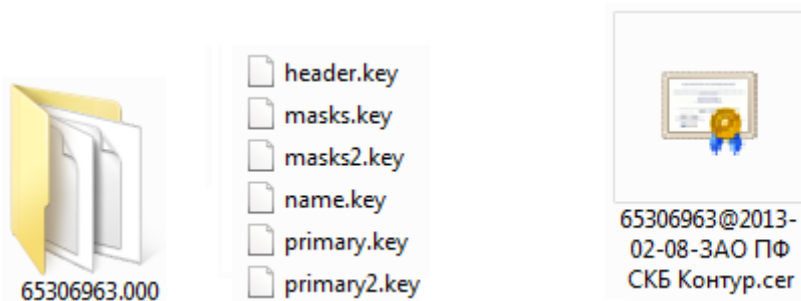 65306963.000
header.key
masks.key
masks2.key
name.key
primary.key
primary2.key
65306963@2013-
02-08-ЗАО ПФ
СКБ Контур.cer